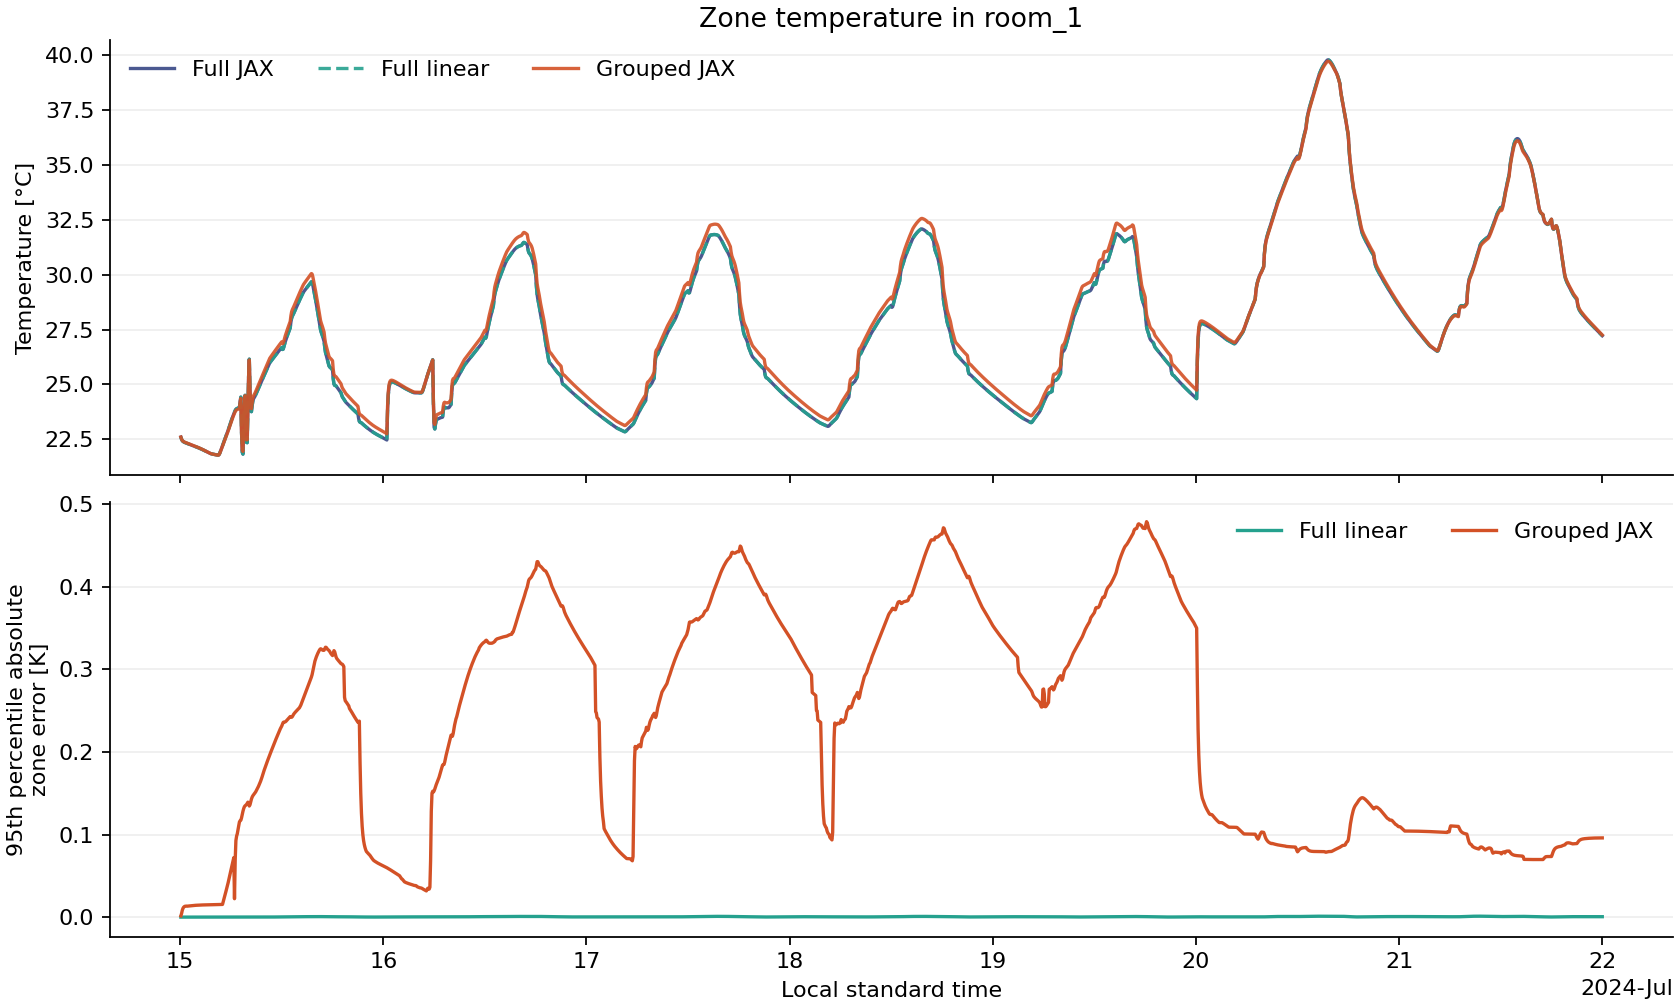 Zone temperature in room_1
Full JAX Full linear Grouped JAX
Temperature [°C]
40.0
37.5
35.0
32.5
30.0
27.5
25.0
22.5
Full linear Grouped JAX
95th percentile absolute
zone error [K]
0.5
0.4
0.3
0.2
0.1
0.0
15 16 17 18 19 20 21 22
Local standard time
2024-Jul